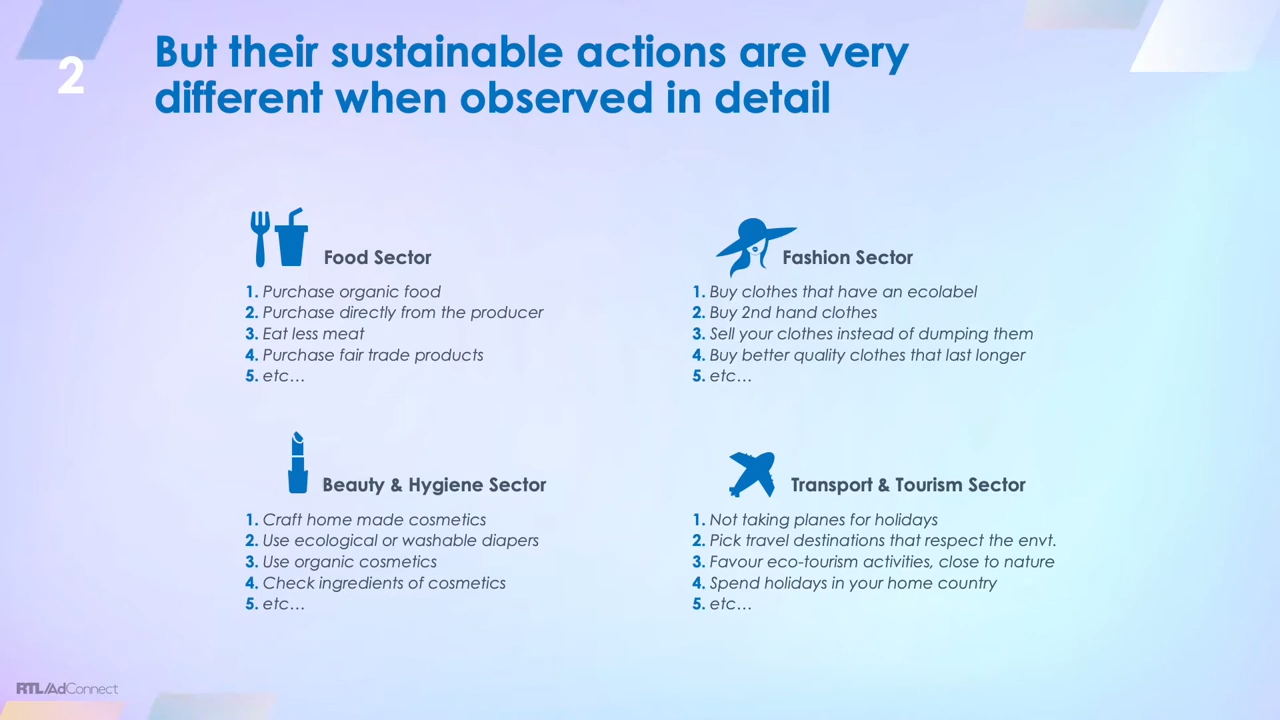 2
But their sustainable actions are very
different when observed in detail
Food Sector
1. Purchase organic food
2. Purchase directly from the producer
3. Eat less meat
4. Purchase fair trade products
5. etc…
Fashion Sector
1. Buy clothes that have an ecolabel
2. Buy 2nd hand clothes
3. Sell your clothes instead of dumping them
4. Buy better quality clothes that last longer
5. etc…
Beauty & Hygiene Sector
1. Craft home made cosmetics
2. Use ecological or washable diapers
3. Use organic cosmetics
4. Check ingredients of cosmetics
5. etc…
Transport & Tourism Sector
1. Not taking planes for holidays
2. Pick travel destinations that respect the envt.
3. Favour eco-tourism activities, close to nature
4. Spend holidays in your home country
5. etc…
RTL/AdConnect